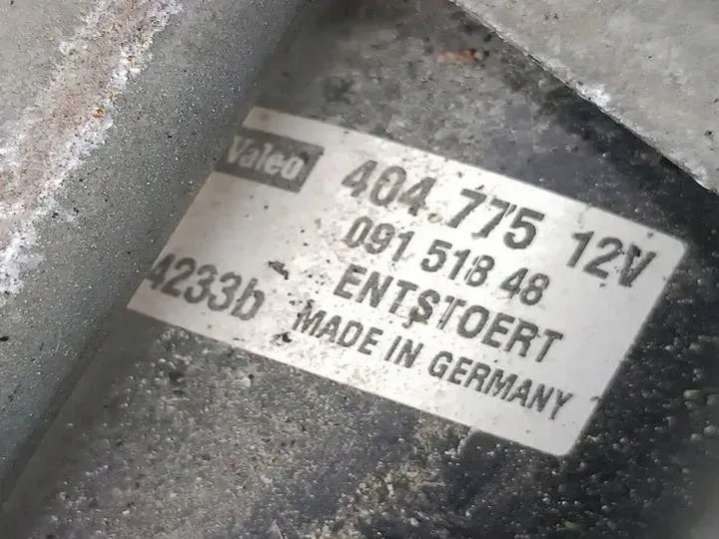 Valeo 404.775 12V
091 518 48
4233b ENTSTOERT
MADE IN GERMANY